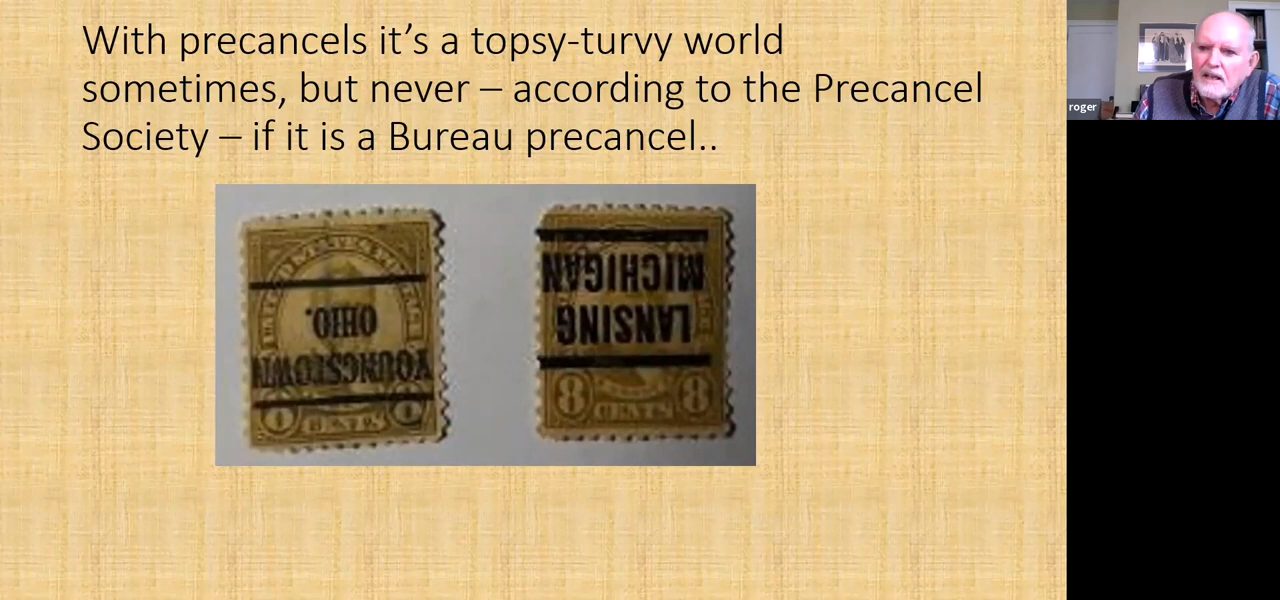 With precancels it’s a topsy-turvy world
sometimes, but never – according to the Precancel
Society – if it is a Bureau precancel..
roger
YOUNGSTOWN
OHIO.
LANSING
MICHIGAN
8 CENTS 8